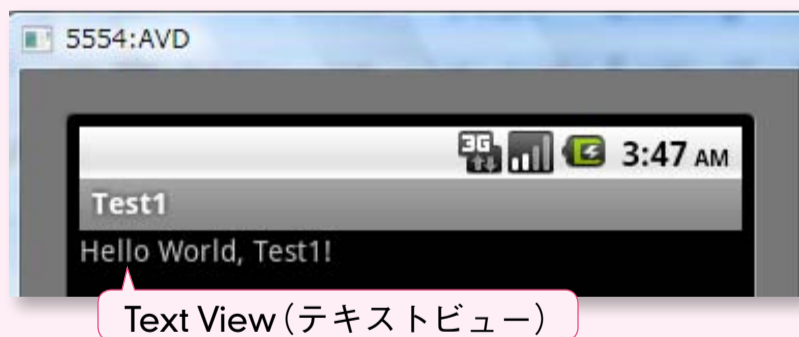 5554:AVD
3G
3:47 AM
Test1
Hello World, Test1!
Text View(テキストビュー)